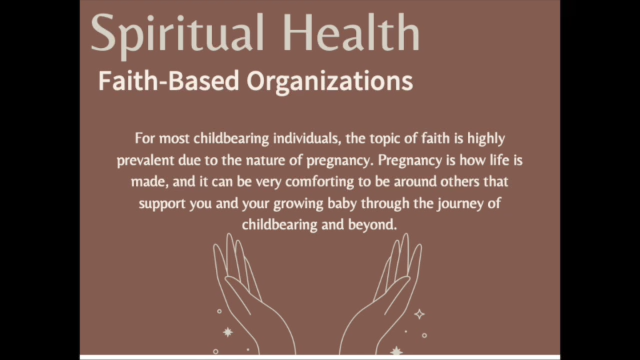 Spiritual Health
Faith-Based Organizations
For most childbearing individuals, the topic of faith is highly
prevalent due to the nature of pregnancy. Pregnancy is how life is
made, and it can be very comforting to be around others that
support you and your growing baby through the journey of
childbearing and beyond.